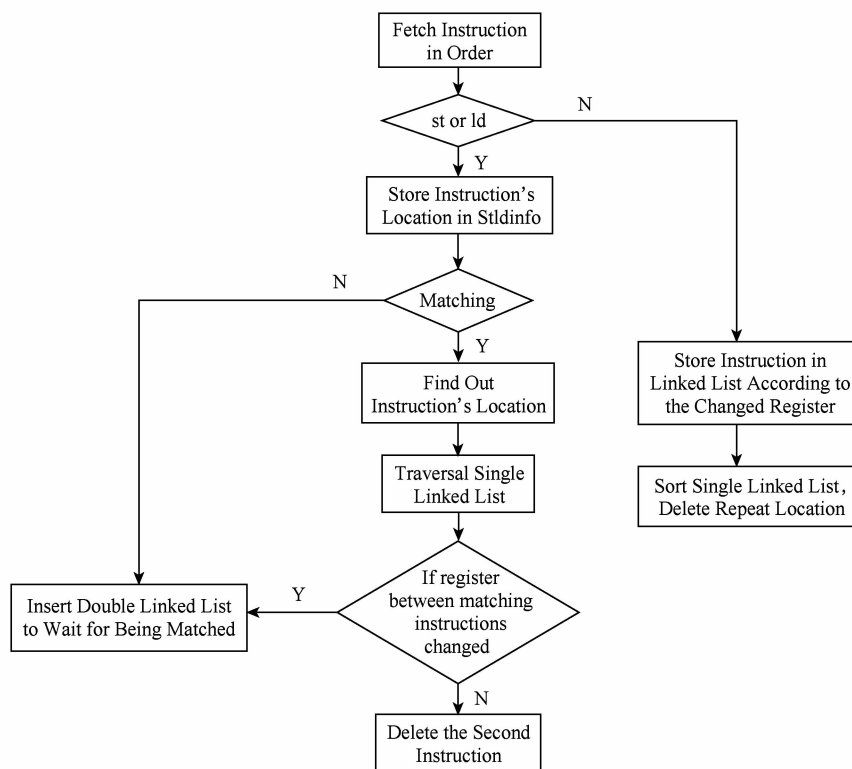 Fetch Instruction
in Order
N
st or ld
Y
Store Instruction's
Location in Stldinfo
N
Matching
Y
Find Out
Instruction's Location
Store Instruction in
Linked List According to
the Changed Register
Traversal Single
Linked List
Sort Single Linked List,
Delete Repeat Location
If register
between matching
instructions
changed
Y
Insert Double Linked List
to Wait for Being Matched
N
Delete the Second
Instruction